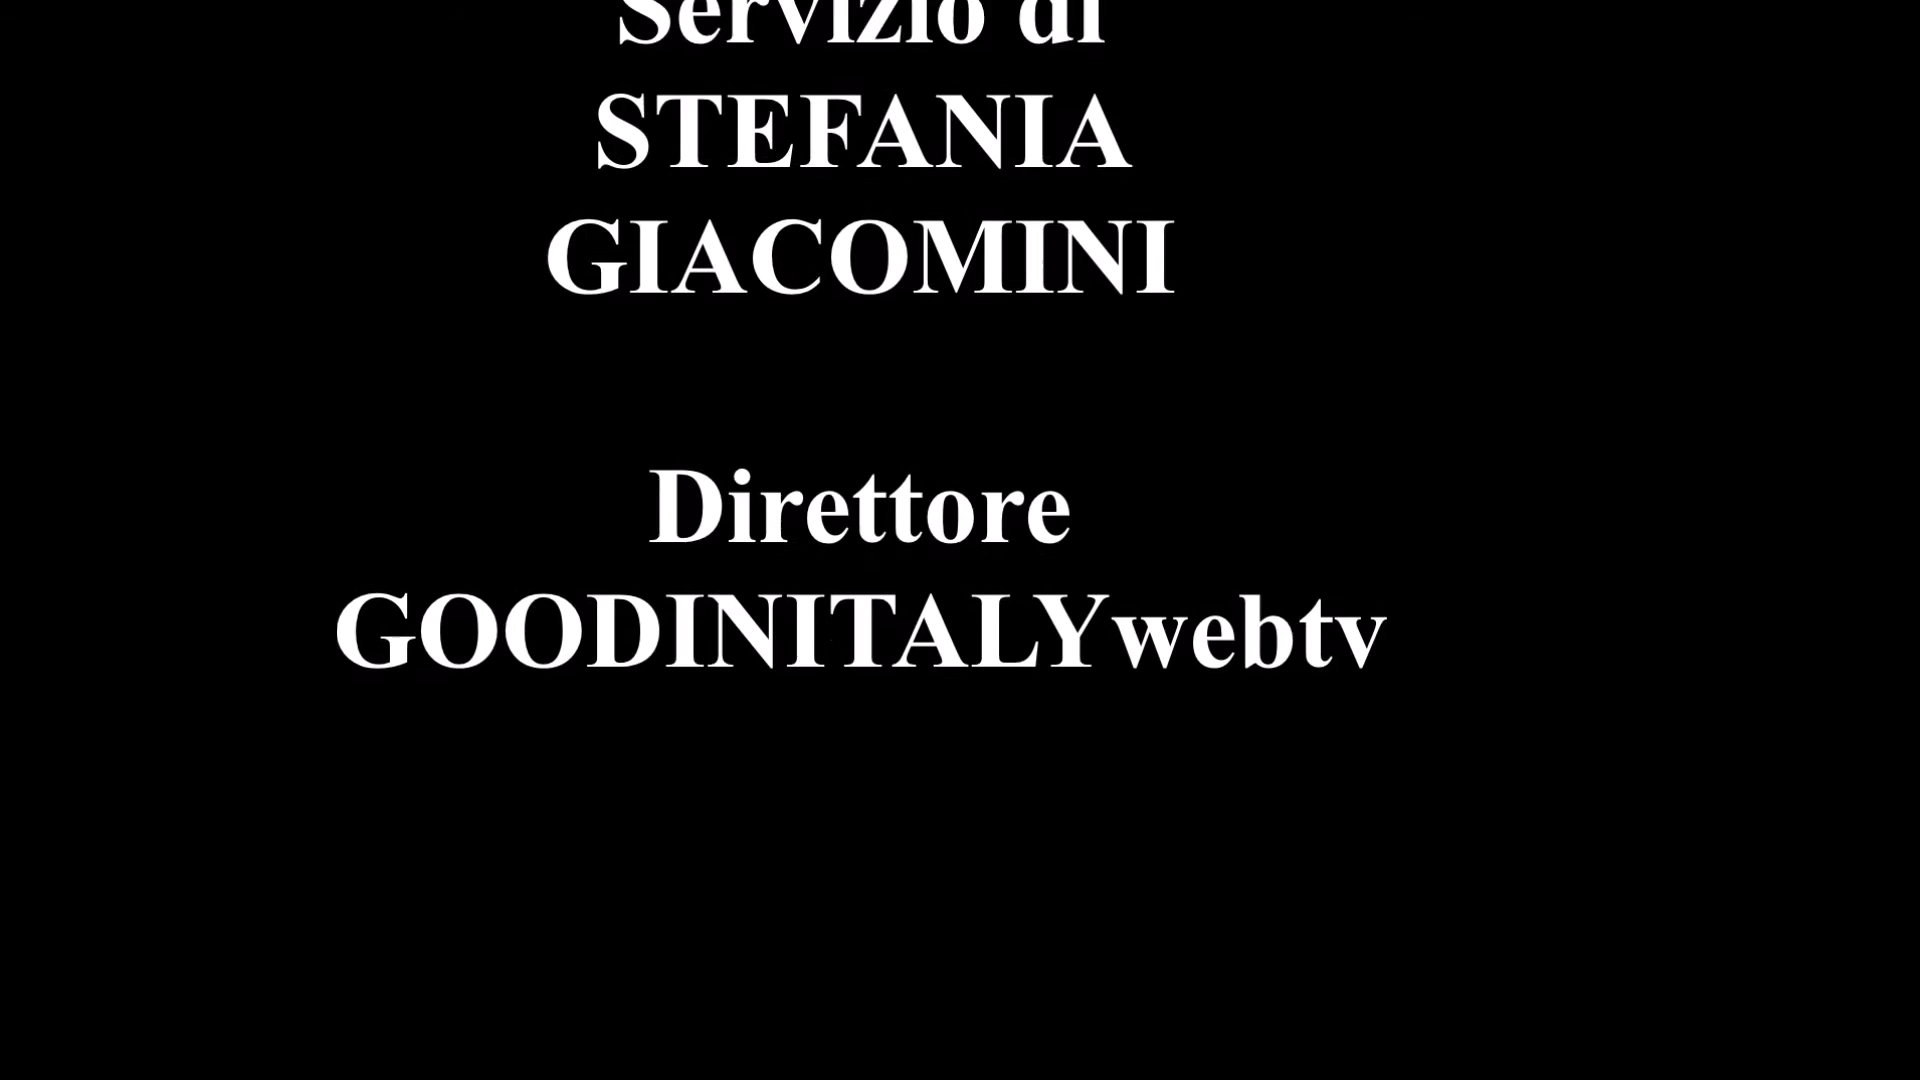 Servizio di
STEFANIA
GIACOMINI
Direttore
GOODINITALYwebtv